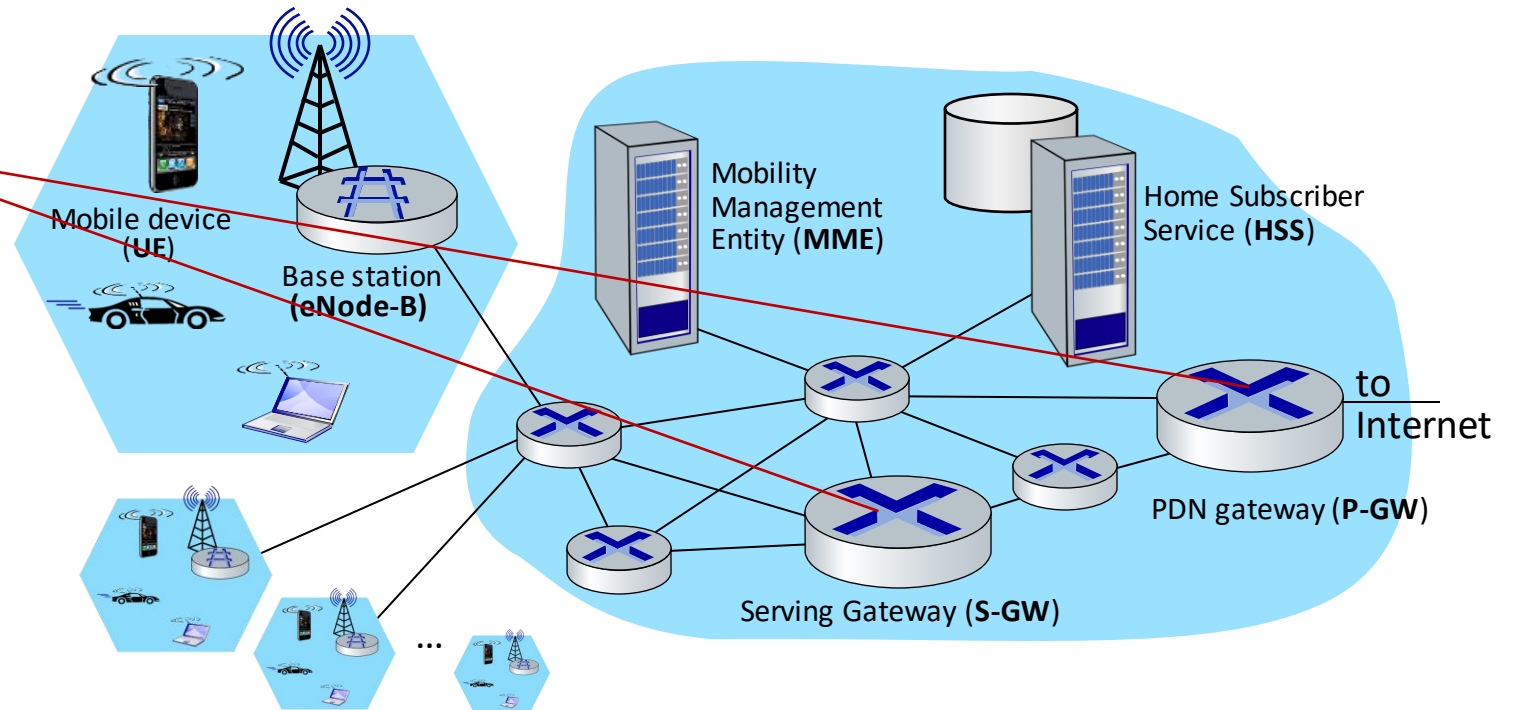 Mobile device
(UE)
Base station
(eNode-B)
Mobility
Management
Entity (MME)
Home Subscriber
Service (HSS)
to
Internet
PDN gateway (P-GW)
Serving Gateway (S-GW)
...